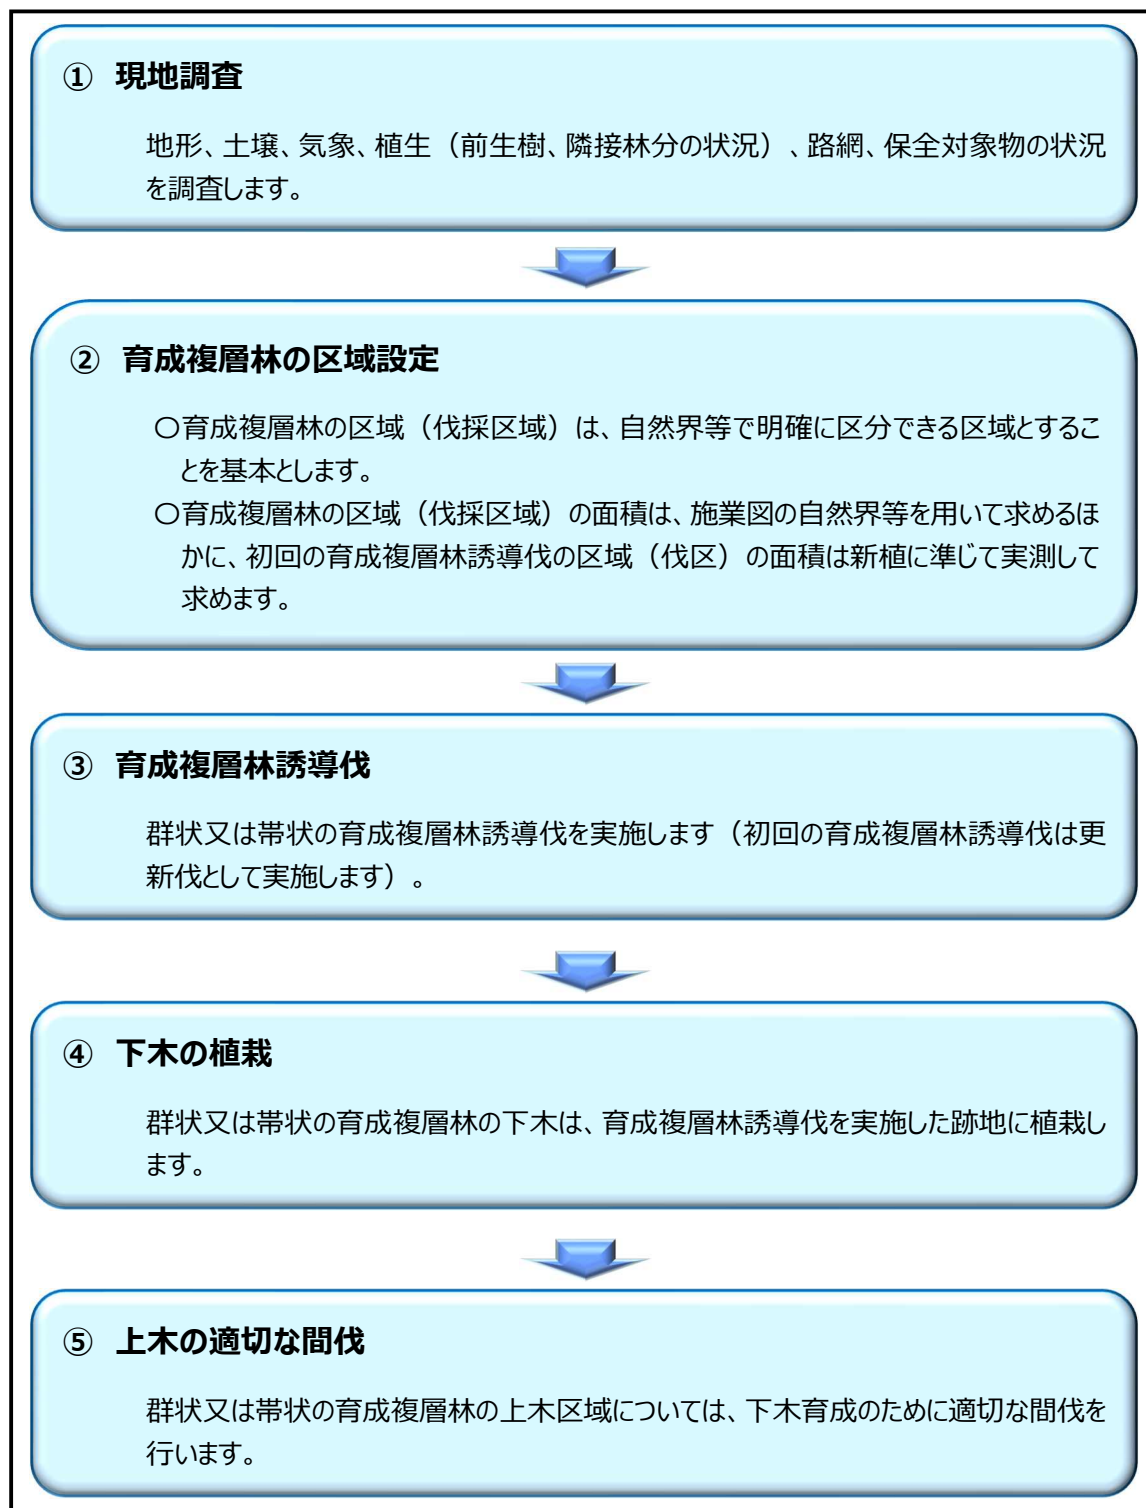 ① 現地調査
地形、土壌、気象、植生（前生樹、隣接林分の状況）、路網、保全対象物の状況
を調査します。
② 育成複層林の区域設定
〇育成複層林の区域（伐採区域）は、自然界等で明確に区分できる区域とするこ
とを基本とします。
〇育成複層林の区域（伐採区域）の面積は、施業図の自然界等を用いて求めるほ
かに、初回の育成複層林誘導伐の区域（伐区）の面積は新植に準じて実測して
求めます。
③ 育成複層林誘導伐
群状又は帯状の育成複層林誘導伐を実施します（初回の育成複層林誘導伐は更
新伐として実施します）。
④ 下木の植栽
群状又は帯状の育成複層林の下木は、育成複層林誘導伐を実施した跡地に植栽し
ます。
⑤ 上木の適切な間伐
群状又は帯状の育成複層林の上木区域については、下木育成のために適切な間伐を
行います。